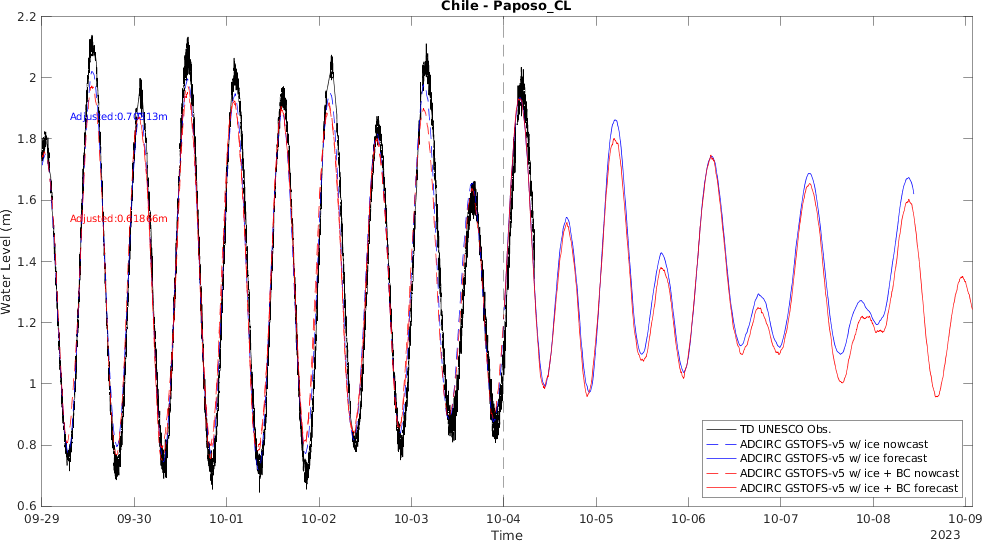 Chile - Paposo_CL
2.2
2
1.8
1.6
1.4
1.2
1
0.8
0.6
Water Level (m)
Adjusted:0.61866m
TD UNESCO Obs.
ADCIRC GSTOFS-v5 w/ ice nowcast
ADCIRC GSTOFS-v5 w/ ice forecast
ADCIRC GSTOFS-v5 w/ ice + BC nowcast
ADCIRC GSTOFS-v5 w/ ice + BC forecast
09-29 09-30 10-01 10-02 10-03 10-04 10-05 10-06 10-07 10-08 10-09
Time
2023